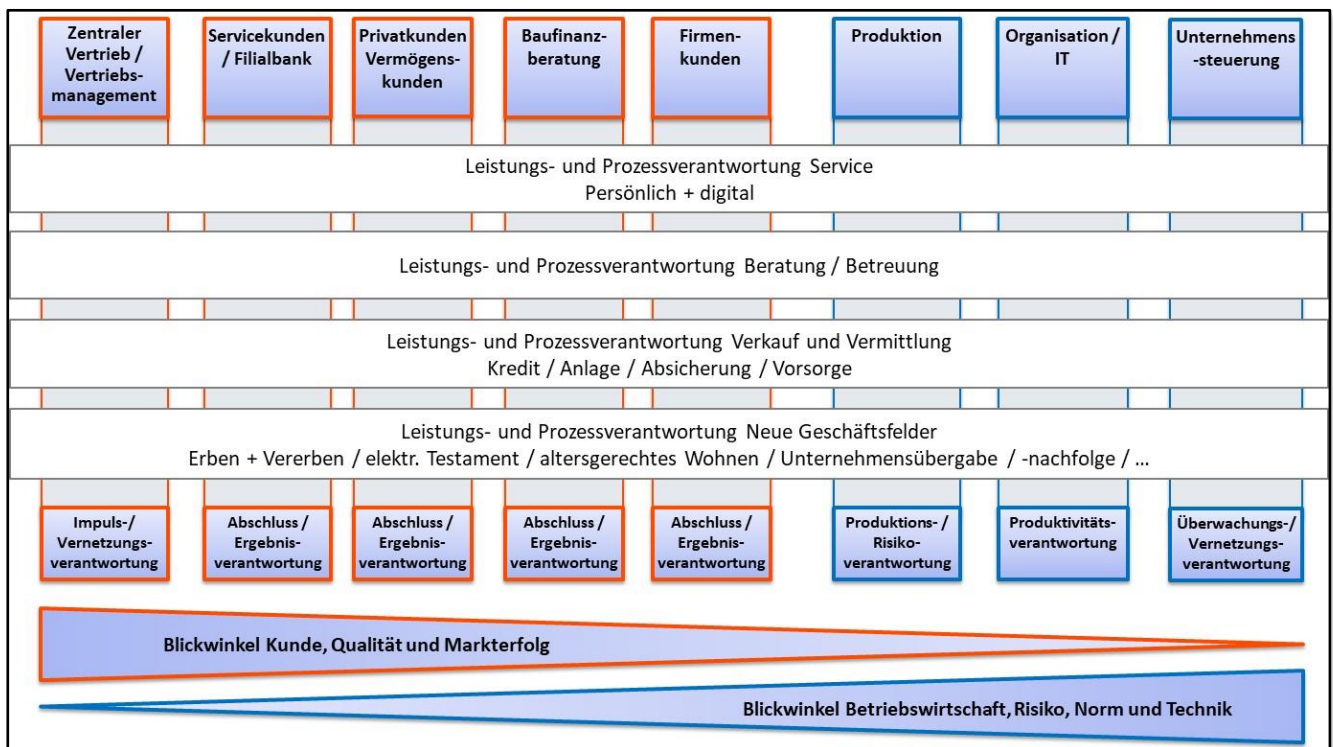 Zentraler
Vertrieb /
Vertriebs-
management
Servicekunden
/ Filialbank
Privatkunden
Vermögens-
kunden
Baufinanz-
beratung
Firmen-
kunden
Produktion
Organisation /
IT
Unternehmens
-steuerung
Leistungs- und Prozessverantwortung Service
Persönlich + digital
Leistungs- und Prozessverantwortung Beratung / Betreuung
Leistungs- und Prozessverantwortung Verkauf und Vermittlung
Kredit / Anlage / Absicherung / Vorsorge
Leistungs- und Prozessverantwortung Neue Geschäftsfelder
Erben + Vererben / elektr. Testament / altersgerechtes Wohnen / Unternehmensübergabe / -nachfolge / ...
Impuls-/
Vernetzungs-
verantwortung
Abschluss /
Ergebnis-
verantwortung
Abschluss /
Ergebnis-
verantwortung
Abschluss /
Ergebnis-
verantwortung
Abschluss /
Ergebnis-
verantwortung
Produktions- /
Risiko-
verantwortung
Produktivitäts-
verantwortung
Überwachungs-/
Vernetzungs-
verantwortung
Blickwinkel Kunde, Qualität und Markterfolg
Blickwinkel Betriebswirtschaft, Risiko, Norm und Technik